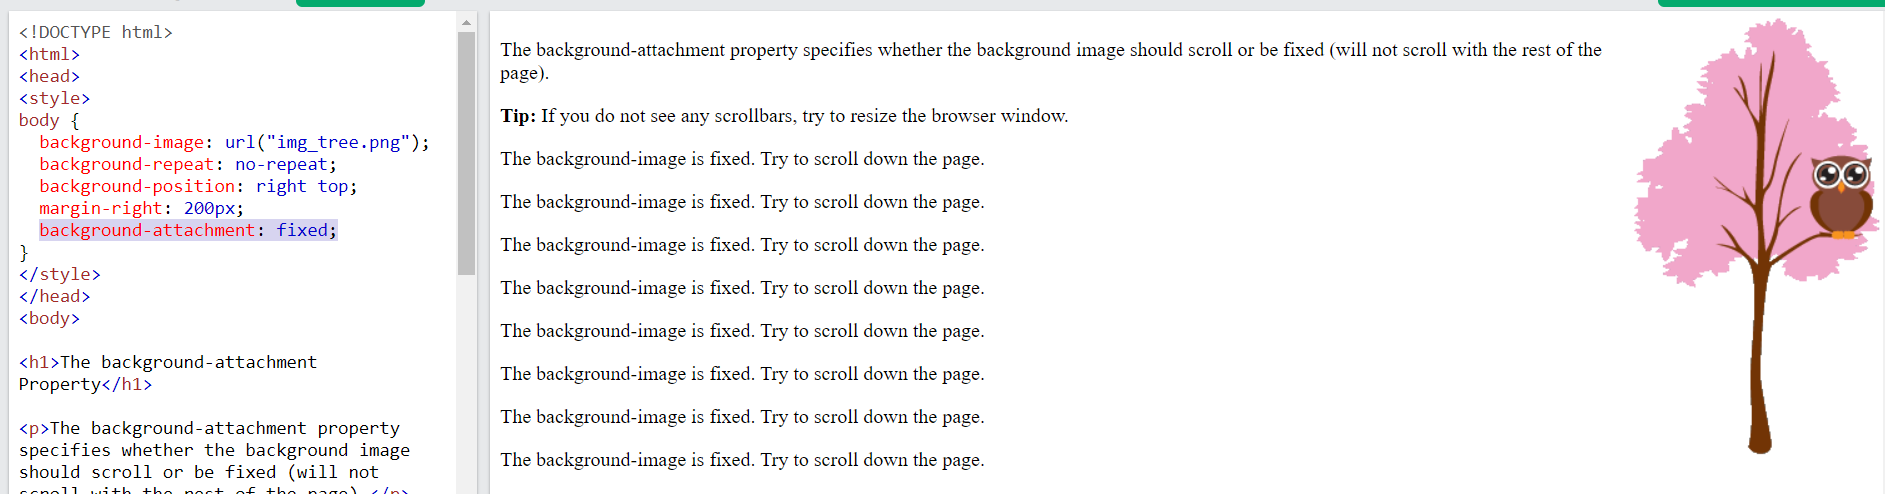 <!DOCTYPE html>
<html>
<head>
<style>
body {
  background-image: url("img_tree.png");
  background-repeat: no-repeat;
  background-position: right top;
  margin-right: 200px;
  background-attachment: fixed;
}
</style>
</head>
<body>
<h1>The background-attachment
Property</h1>
<p>The background-attachment property
specifies whether the background image
should scroll or be fixed (will not
scroll with the rest of the page).</p>
The background-attachment property specifies whether the background image should scroll or be fixed (will not scroll with the rest of the
page).
Tip: If you do not see any scrollbars, try to resize the browser window.
The background-image is fixed. Try to scroll down the page.
The background-image is fixed. Try to scroll down the page.
The background-image is fixed. Try to scroll down the page.
The background-image is fixed. Try to scroll down the page.
The background-image is fixed. Try to scroll down the page.
The background-image is fixed. Try to scroll down the page.
The background-image is fixed. Try to scroll down the page.
The background-image is fixed. Try to scroll down the page.